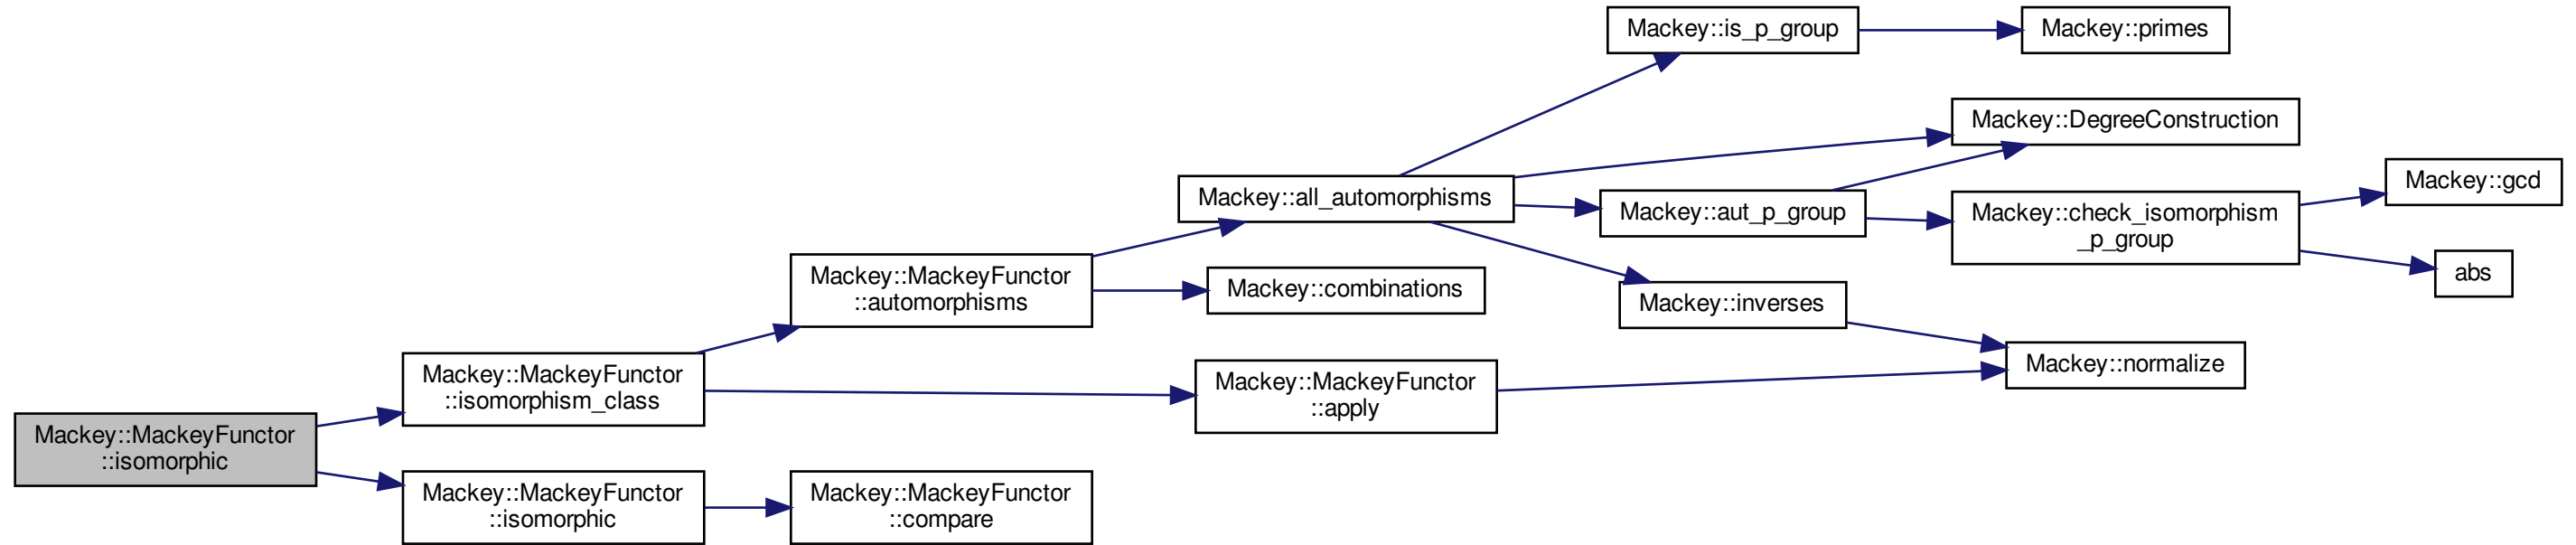 Mackey::MackeyFunctor
::isomorphic
Mackey::MackeyFunctor
::isomorphism_class
Mackey::MackeyFunctor
::isomorphic
Mackey::MackeyFunctor
::automorphisms
Mackey::MackeyFunctor
::compare
Mackey::all_automorphisms
Mackey::combinations
Mackey::MackeyFunctor
::apply
Mackey::is_p_group
Mackey::aut_p_group
Mackey::inverses
Mackey::primes
Mackey::DegreeConstruction
Mackey::check_isomorphism
_p_group
Mackey::normalize
Mackey::gcd
abs